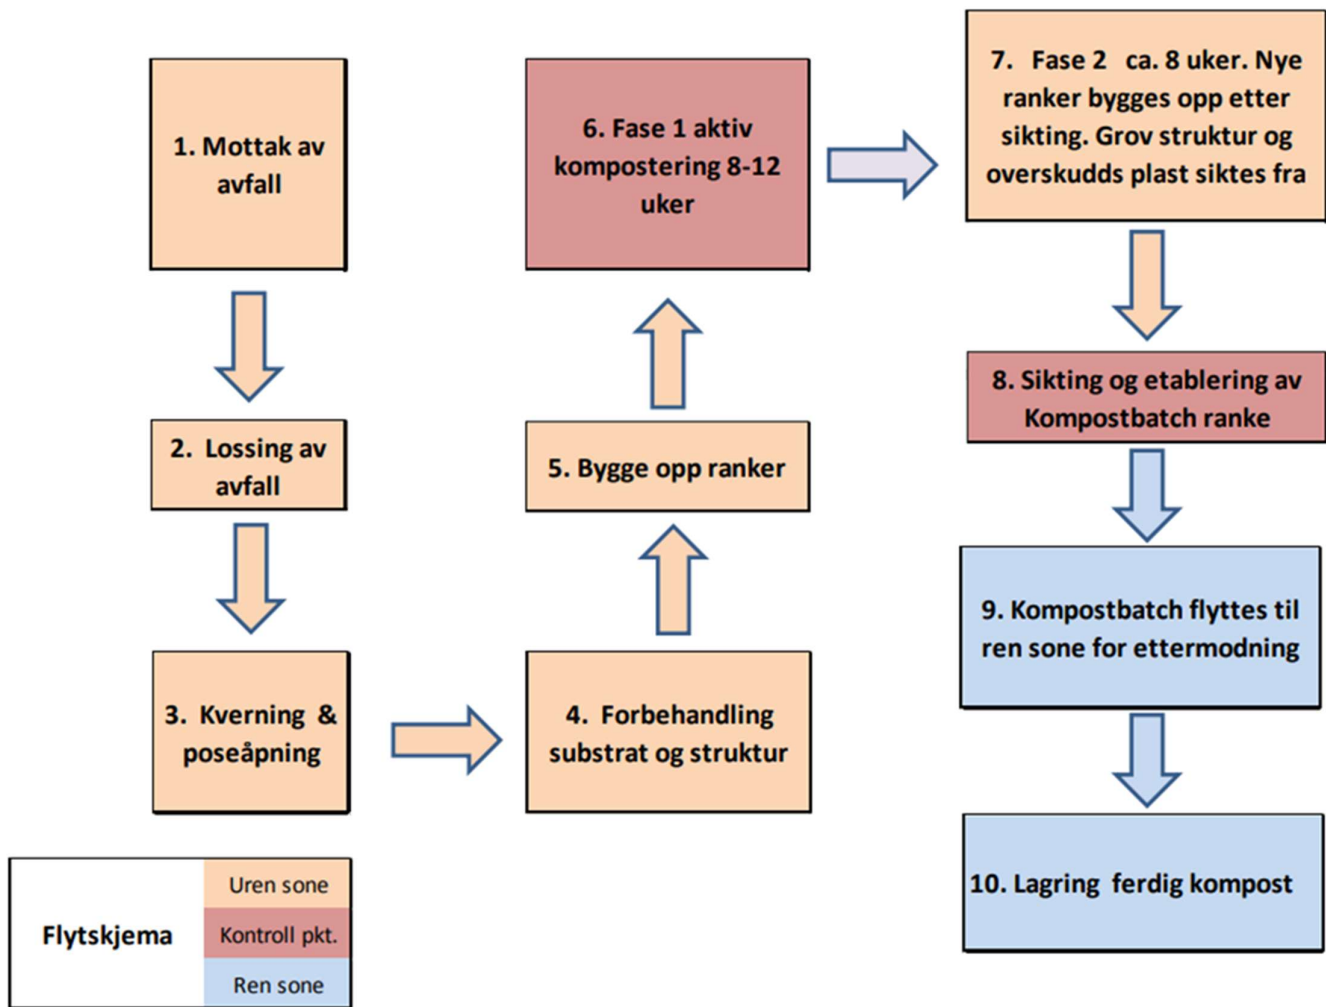 1. Mottak av
avfall
2. Lossing av
avfall
3. Kverning &
poseåpning
4. Forbehandling
substrat og struktur
5. Bygge opp ranker
6. Fase 1 aktiv
kompostering 8-12
uker
7. Fase 2 ca. 8 uker. Nye
ranker bygges opp etter
sikting. Grov struktur og
overskudds plast siktes fra
8. Sikting og etablering av
Kompostbatch ranke
9. Kompostbatch flyttes til
ren sone for ettermodning
10. Lagring ferdig kompost
Flytskjema
Uren sone
Kontroll pkt.
Ren sone